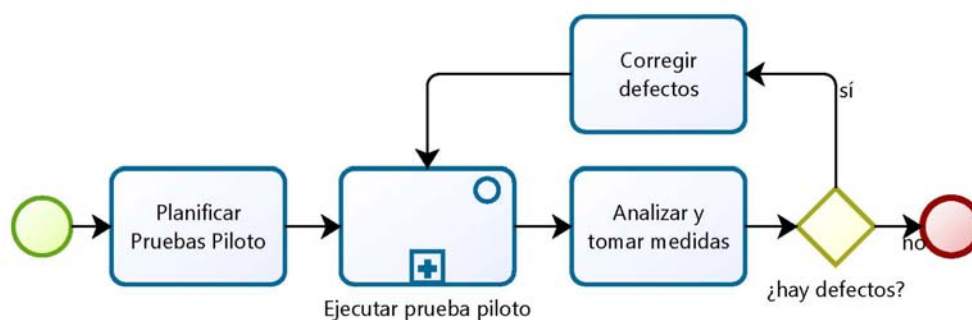 Corregir
defectos
sí
Planificar
Pruebas Piloto
Analizar y
tomar medidas
no
¿hay defectos?
Ejecutar prueba piloto